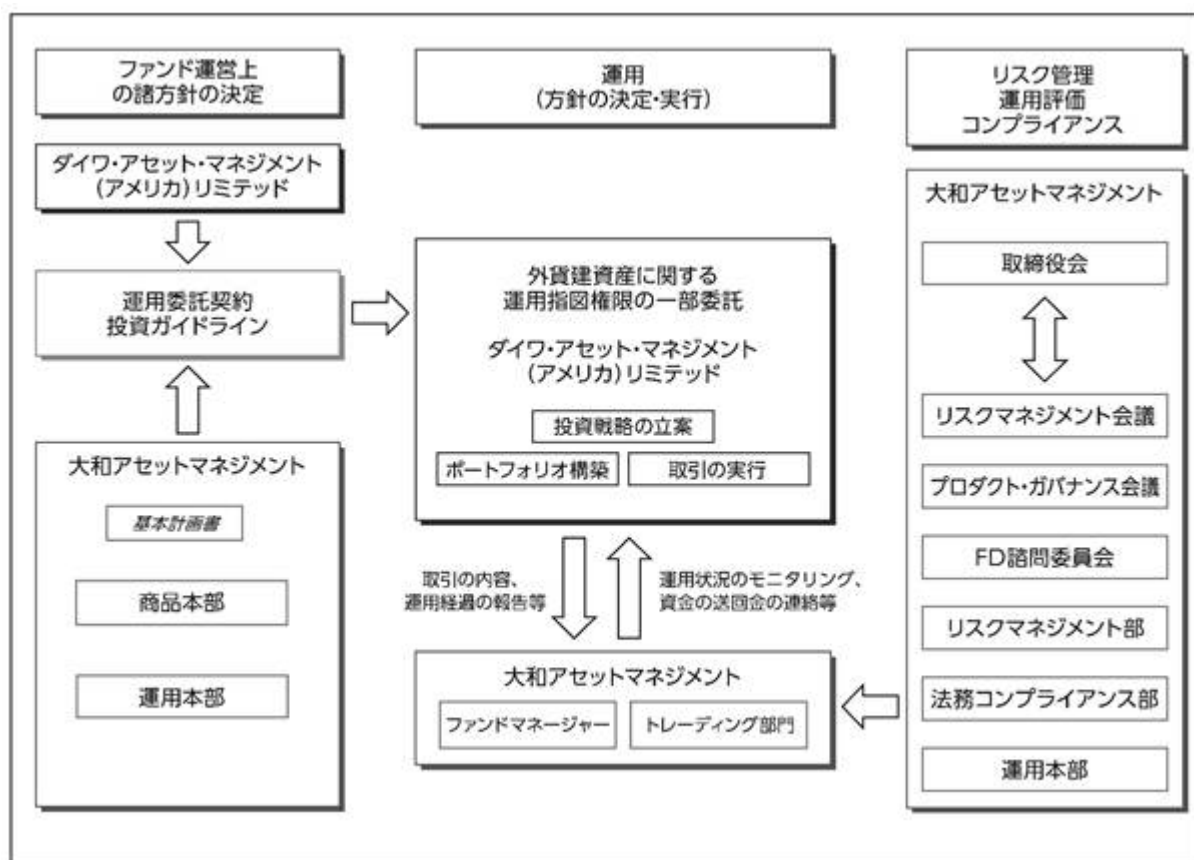 ファンド運営上
の諸方針の決定
ダイワ・アセット・マネジメント
(アメリカ)リミテッド
運用委託契約
投資ガイドライン
大和アセットマネジメント
基本計画書
商品本部
運用本部
運用
(方針の決定・実行)
外貨建資産に関する
運用指図権限の一部委託
ダイワ・アセット・マネジメント
(アメリカ)リミテッド
投資戦略の立案
ポートフォリオ構築
取引の実行
取引の内容、
運用経過の報告等
運用状況のモニタリング、
資金の送回金の連絡等
大和アセットマネジメント
ファンドマネージャー
トレーディング部門
リスク管理
運用評価
コンプライアンス
大和アセットマネジメント
取締役会
リスクマネジメント会議
プロダクト・ガバナンス会議
FD諮問委員会
リスクマネジメント部
法務コンプライアンス部
運用本部